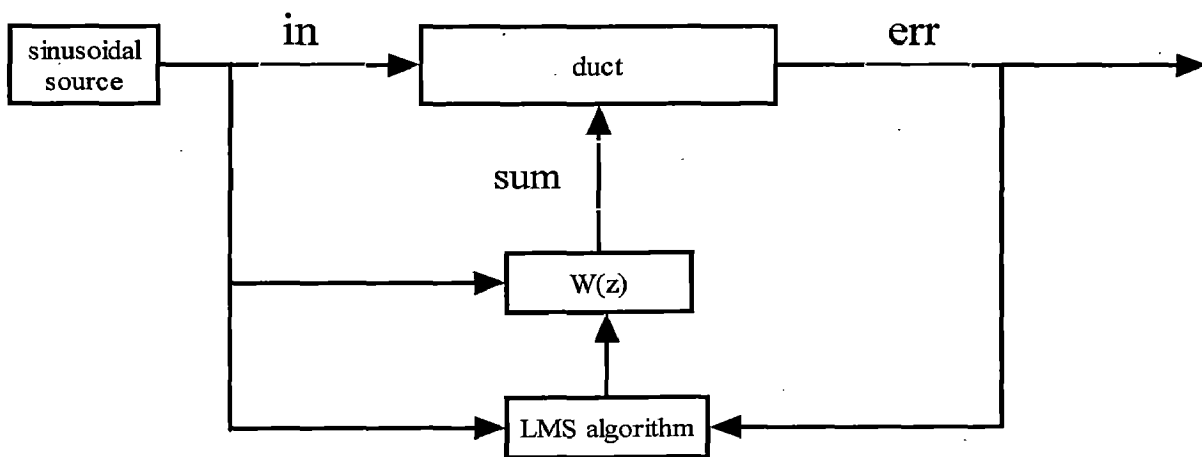 in
err
sinusoidal
source
duct
sum
W(z)
LMS algorithm